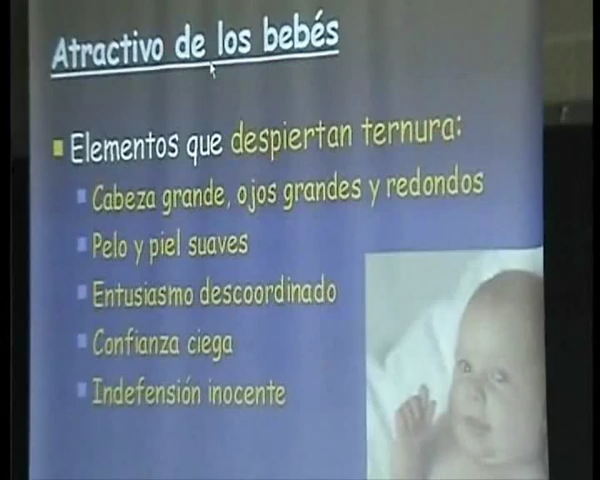 Atractivo de los bebés
Elementos que despiertan ternura:
Cabeza grande, ojos grandes y redondos
Pelo y piel suaves
Entusiasmo descoordinado
Confianza ciega
Indefensión inocente